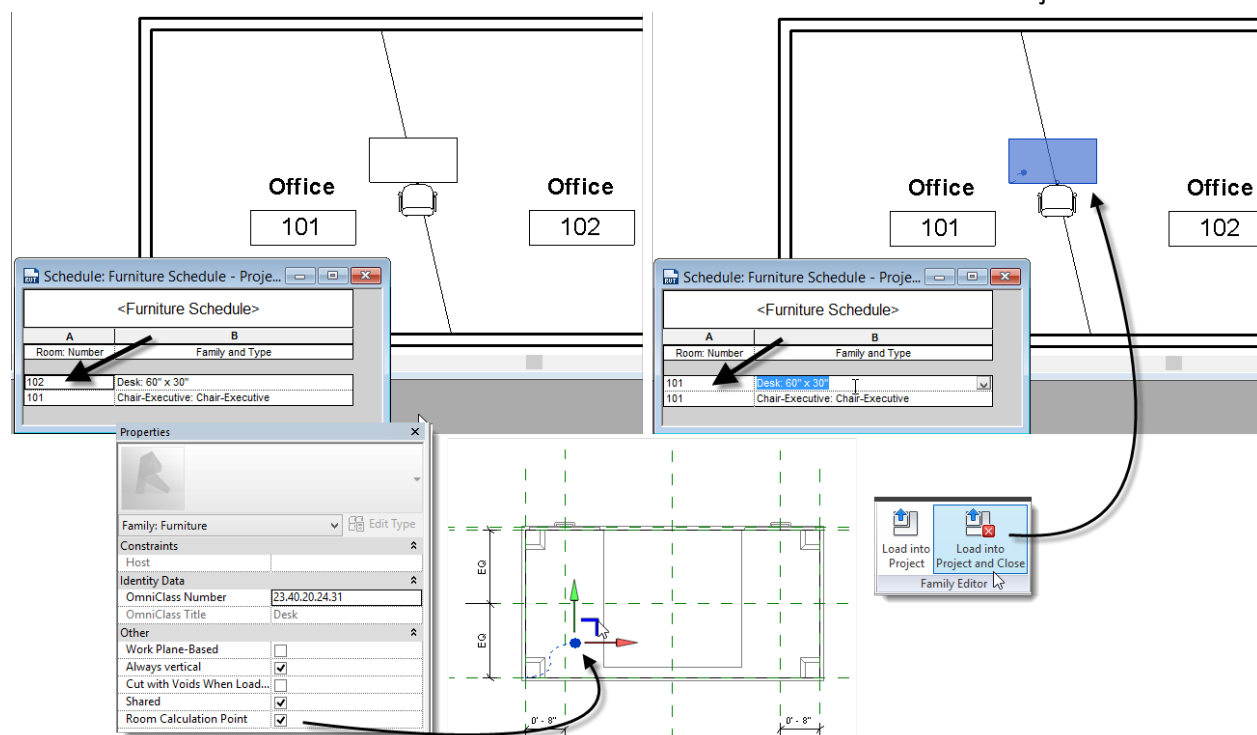 Office
101
Office
102
Schedule: Furniture Schedule - Proje...
<Furniture Schedule>
A B
Room: Number Family and Type
102 Desk: 60" x 30"
101 Chair-Executive: Chair-Executive
Office
101
Office
102
Schedule: Furniture Schedule - Proje...
<Furniture Schedule>
A B
Room: Number Family and Type
101 Desk: 60" x 30"
101 Chair-Executive: Chair-Executive
Properties
Family: Furniture Edit Type
Constraints
Host
Identity Data
OmniClass Number 23.40.20.24.31
OmniClass Title Desk
Other
Work Plane-Based
Always vertical
Cut with Voids When Load...
Shared
Room Calculation Point
EQ
EQ
0' - 8"
0' - 8"
Load into
Project
Load into
Project and Close
Family Editor